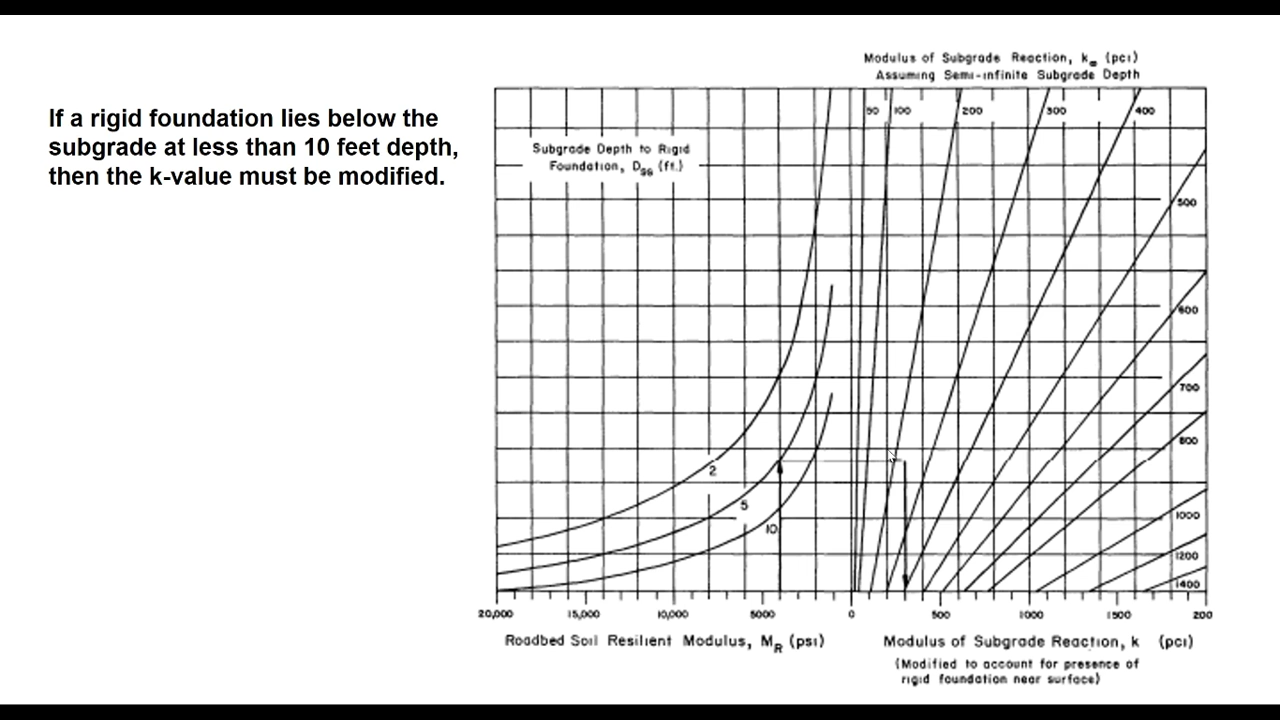 If a rigid foundation lies below the
subgrade at less than 10 feet depth,
then the k-value must be modified.
Modulus of Subgrade Reaction, k∞ (pci)
Assuming Semi-infinite Subgrade Depth
50 100 200 300 400
Subgrade Depth to Rigid
Foundation, DSG (ft.)
500
600
700
800
2
5
10
1000
1200
1400
20,000 15,000 10,000 5000 0 500 1000 1500 200
Roadbed Soil Resilient Modulus, MR (psi)
Modulus of Subgrade Reaction, k (pci)
(Modified to account for presence of
rigid foundation near surface)